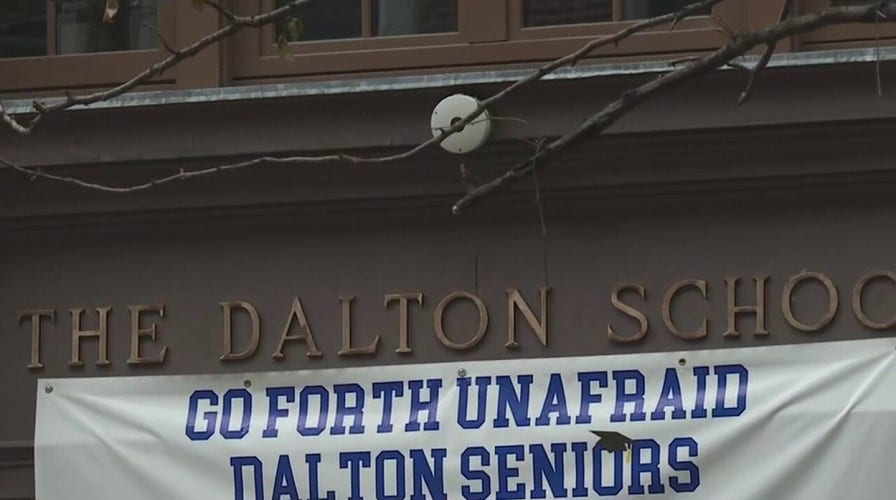 THE DALTON SCHOO
GO FORTH UNAFRAID
DALTON SENIORS